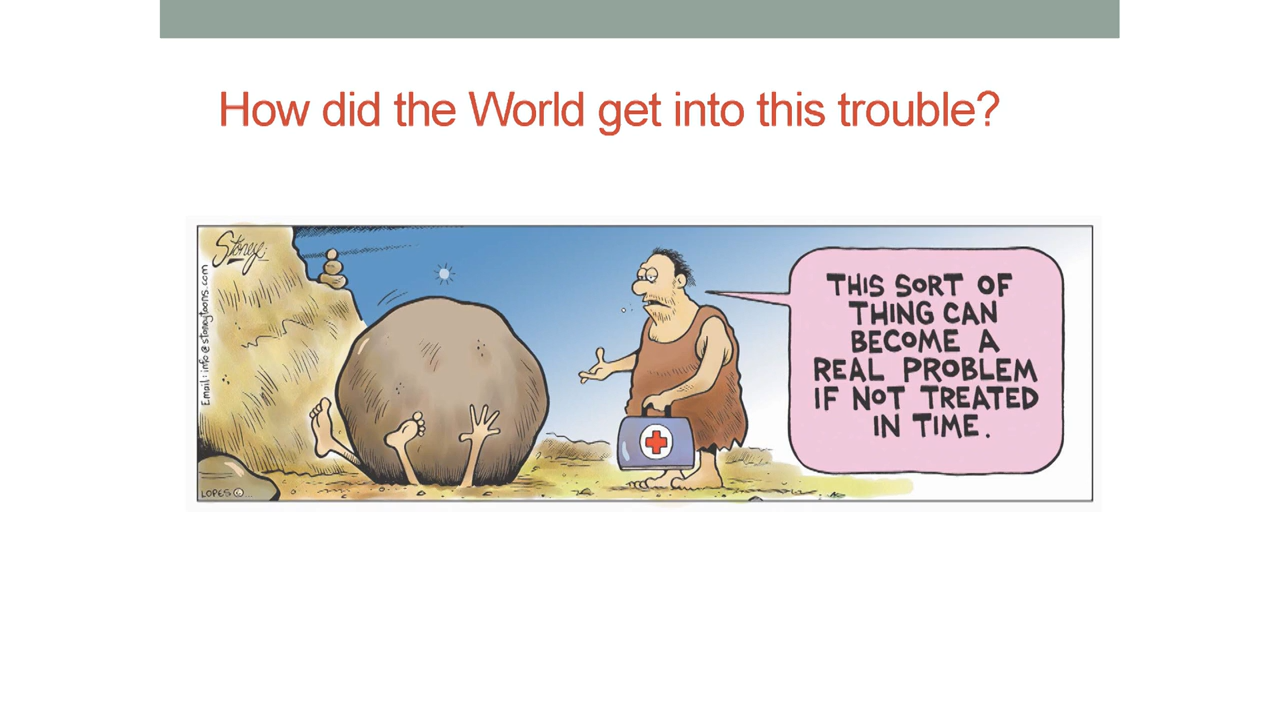 How did the World get into this trouble?
Stoney.
Email: info@stoneytoons.com
THIS SORT OF
THING CAN
BECOME A
REAL PROBLEM
IF NOT TREATED
IN TIME.
LOPES ©